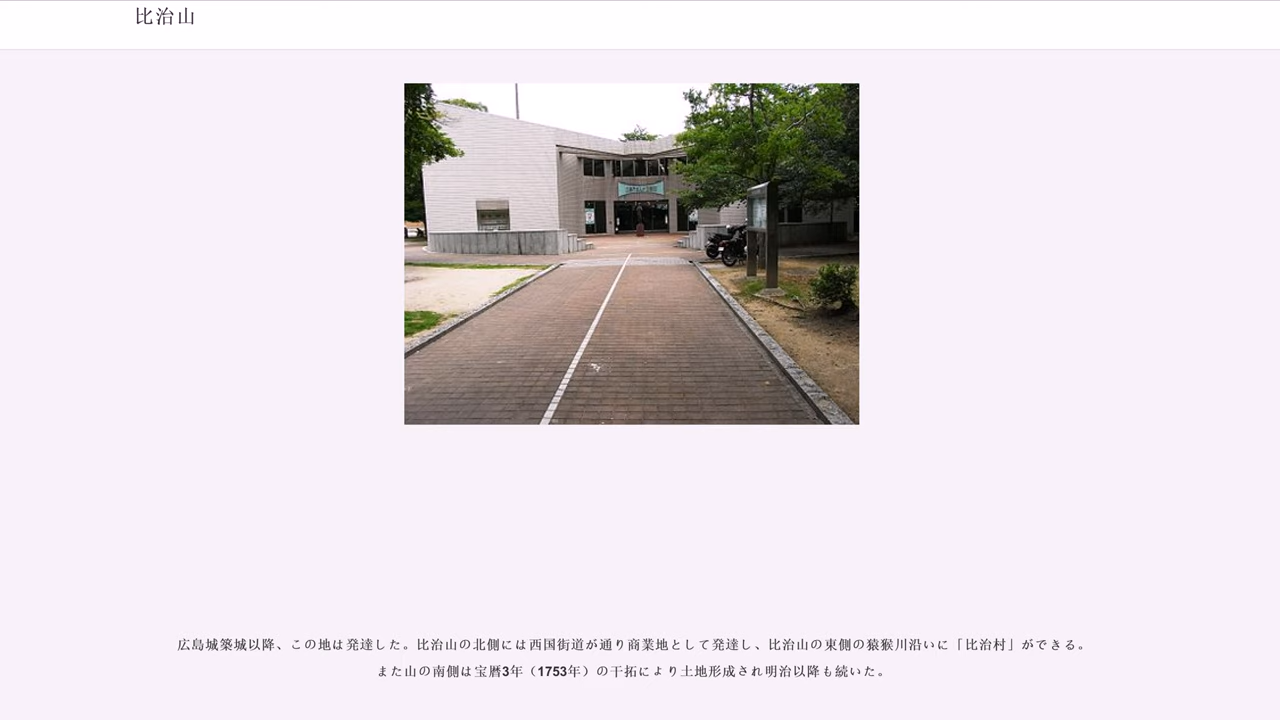 比治山
広島城築城以降、この地は発達した。比治山の北側には西国街道が通り商業地として発達し、比治山の東側の猿猴川沿いに「比治村」ができる。
また山の南側は宝暦3年（1753年）の干拓により土地形成され明治以降も続いた。